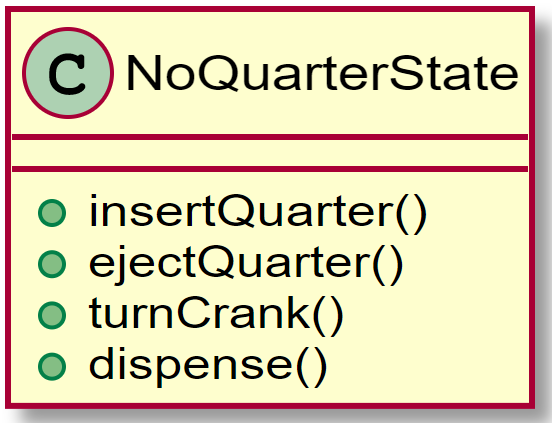 C NoQuarterState
insertQuarter()
ejectQuarter()
turnCrank()
dispense()